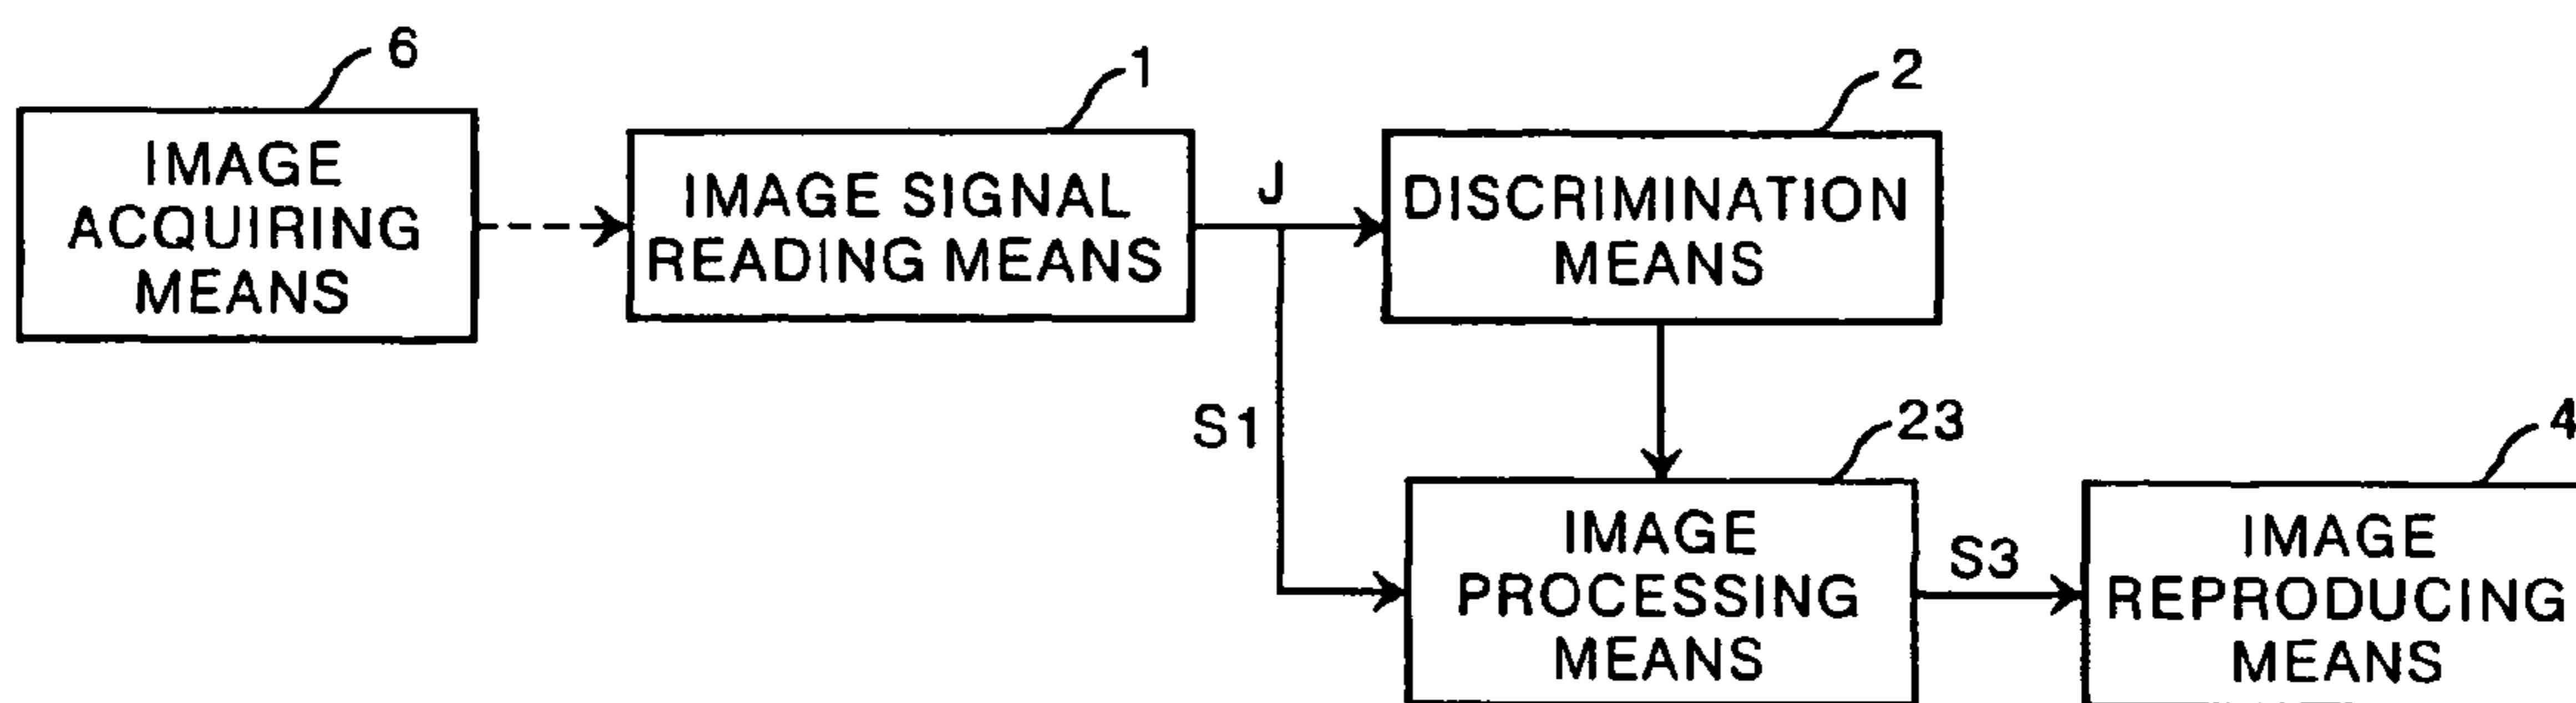 6
IMAGE
ACQUIRING
MEANS
1
IMAGE SIGNAL
READING MEANS
J
2
DISCRIMINATION
MEANS
S1
23
IMAGE
PROCESSING
MEANS
S3
4
IMAGE
REPRODUCING
MEANS